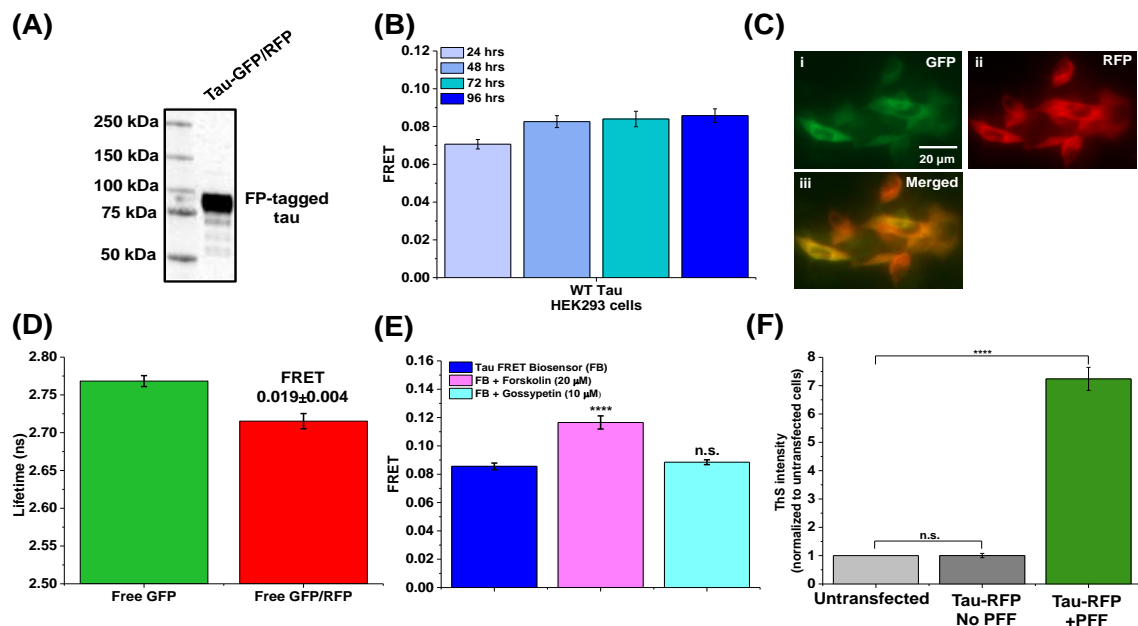 (A)
Tau-GFP/RFP
250 kDa
150 kDa
100 kDa
75 kDa
50 kDa
FP-tagged
tau
(B)
0.12
0.10
0.08
0.06
0.04
0.02
0.00
FRET
24 hrs
48 hrs
72 hrs
96 hrs
WT Tau
HEK293 cells
(C)
i
GFP
20 µm
ii
RFP
iii
Merged
(D)
2.80
2.75
2.70
2.65
2.60
2.55
2.50
Lifetime (ns)
FRET
0.019±0.004
Free GFP
Free GFP/RFP
(E)
0.16
0.14
0.12
0.10
0.08
0.06
0.04
0.02
0.00
FRET
Tau FRET Biosensor (FB)
FB + Forskolin (20 µM)
FB + Gossypetin (10 µM)
****
n.s.
(F)
8
7
6
5
4
3
2
1
0
ThS intensity
(normalized to untransfected cells)
****
n.s.
Untransfected
Tau-RFP
No PFF
Tau-RFP
+PFF